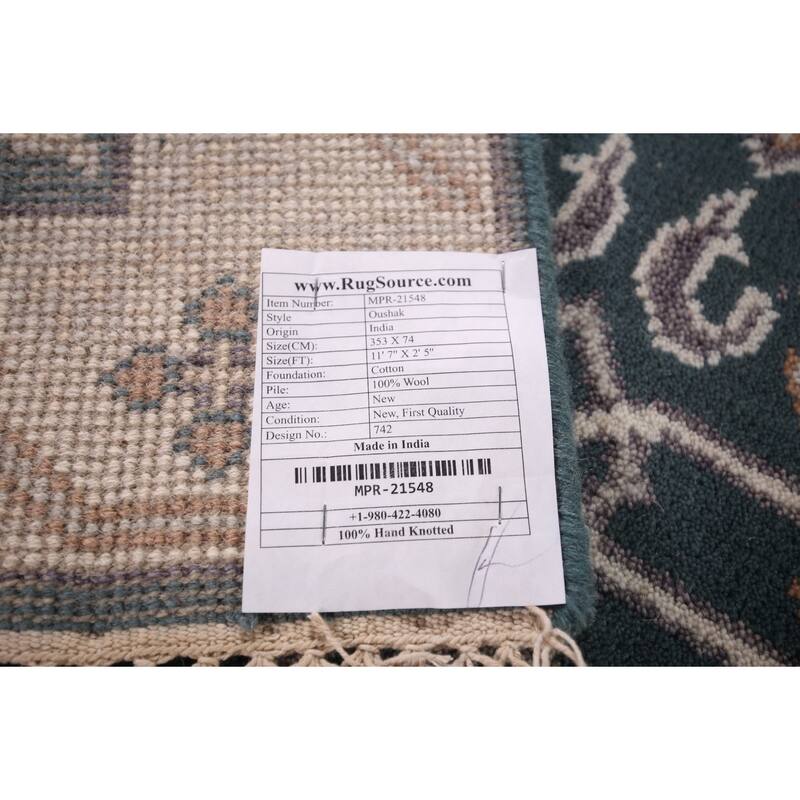 www.RugSource.com
Item Number: MPR-21548
Style Oushak
Origin India
Size(CM): 353 X 74
Size(FT): 11' 7" X 2' 5"
Foundation: Cotton
Pile: 100% Wool
Age: New
Condition: New, First Quality
Design No.: 742
Made in India
MPR-21548
+1-980-422-4080
100% Hand Knotted